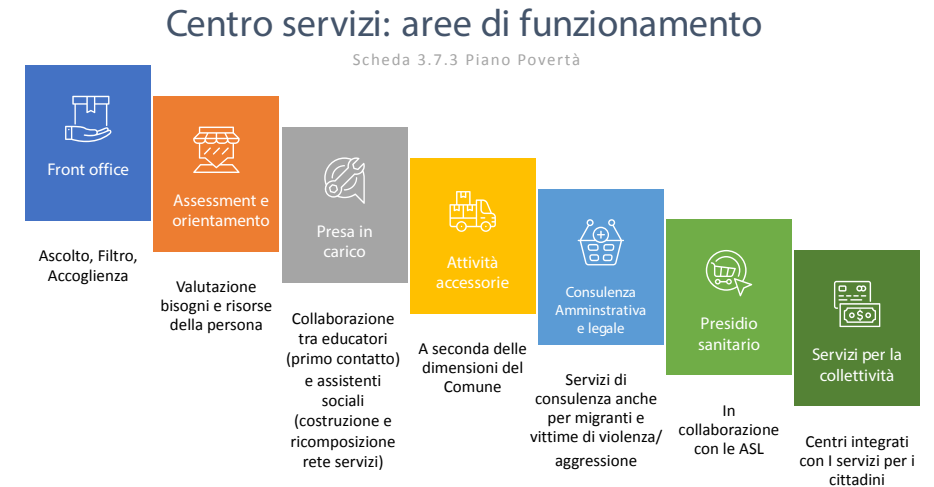 Centro servizi: aree di funzionamento
Scheda 3.7.3 Piano Povertà
Front office
Ascolto, Filtro,
Accoglienza
Assessment e
orientamento
Valutazione
bisogni e risorse
della persona
Presa in
carico
Collaborazione
tra educatori
(primo contatto)
e assistenti
sociali
(costruzione e
ricomposizione
rete servizi)
Attività
accessorie
A seconda delle
dimensioni del
Comune
Consulenza
Amminstrativa
e legale
Servizi di
consulenza anche
per migranti e
vittime di violenza/
aggressione
Presidio
sanitario
In
collaborazione
con le ASL
Servizi per la
collettività
Centri integrati
con I servizi per i
cittadini